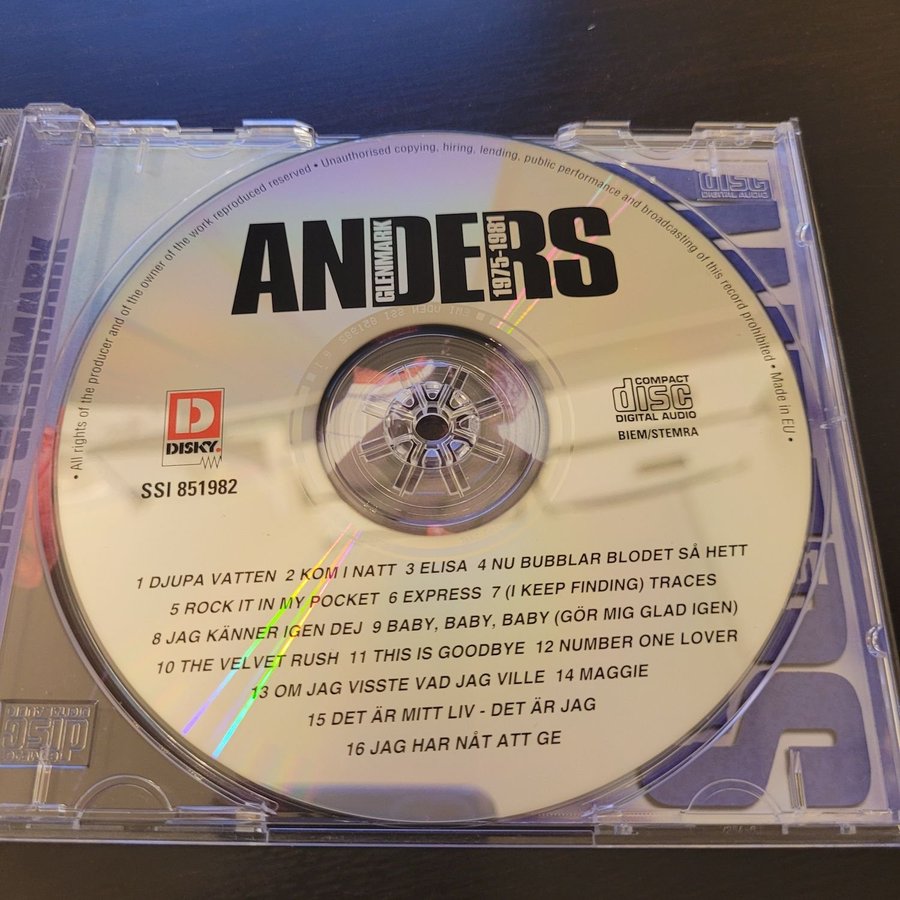 • All rights of the producer and of the owner of the work reproduced reserved • Unauthorised copying, hiring, lending, public performance and broadcasting of this record prohibited • Made in EU •
ANDERS
GLENMARK
1975-1981
D
DISKY.
SSI 851982
COMPACT
disc
DIGITAL AUDIO
BIEM/STEMRA
1 DJUPA VATTEN 2 KOM I NATT 3 ELISA 4 NU BUBBLAR BLODET SÅ HETT
5 ROCK IT IN MY POCKET 6 EXPRESS 7 (I KEEP FINDING) TRACES
8 JAG KÄNNER IGEN DEJ 9 BABY, BABY, BABY (GÖR MIG GLAD IGEN)
10 THE VELVET RUSH 11 THIS IS GOODBYE 12 NUMBER ONE LOVER
13 OM JAG VISSTE VAD JAG VILLE 14 MAGGIE
15 DET ÄR MITT LIV - DET ÄR JAG
16 JAG HAR NÅT ATT GE
disc
DIGITAL AUDIO
GLENMARK